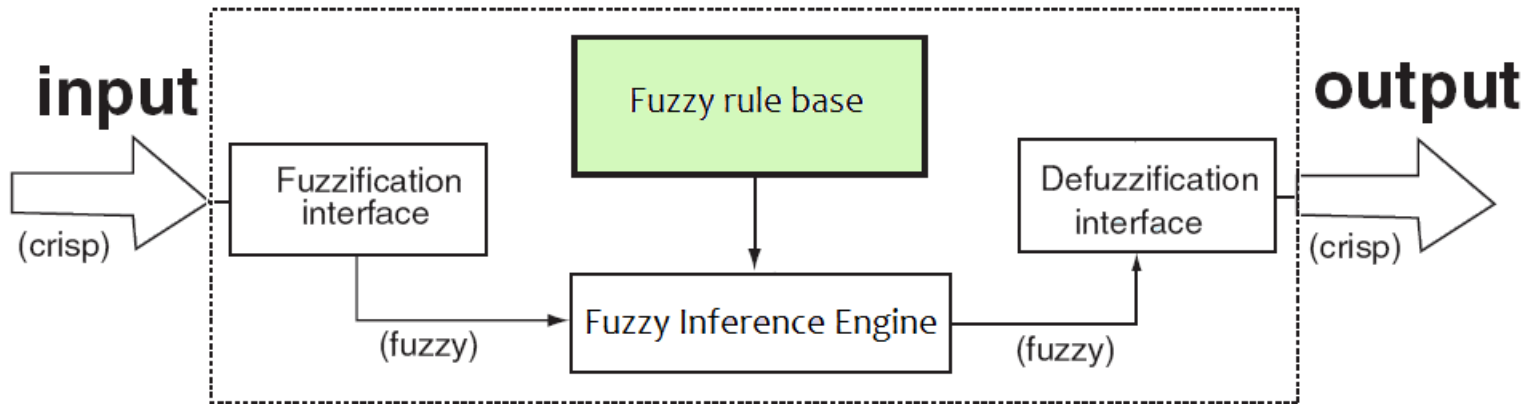 input
(crisp)
Fuzzification
interface
(fuzzy)
Fuzzy rule base
Fuzzy Inference Engine
(fuzzy)
Defuzzification
interface
output
(crisp)